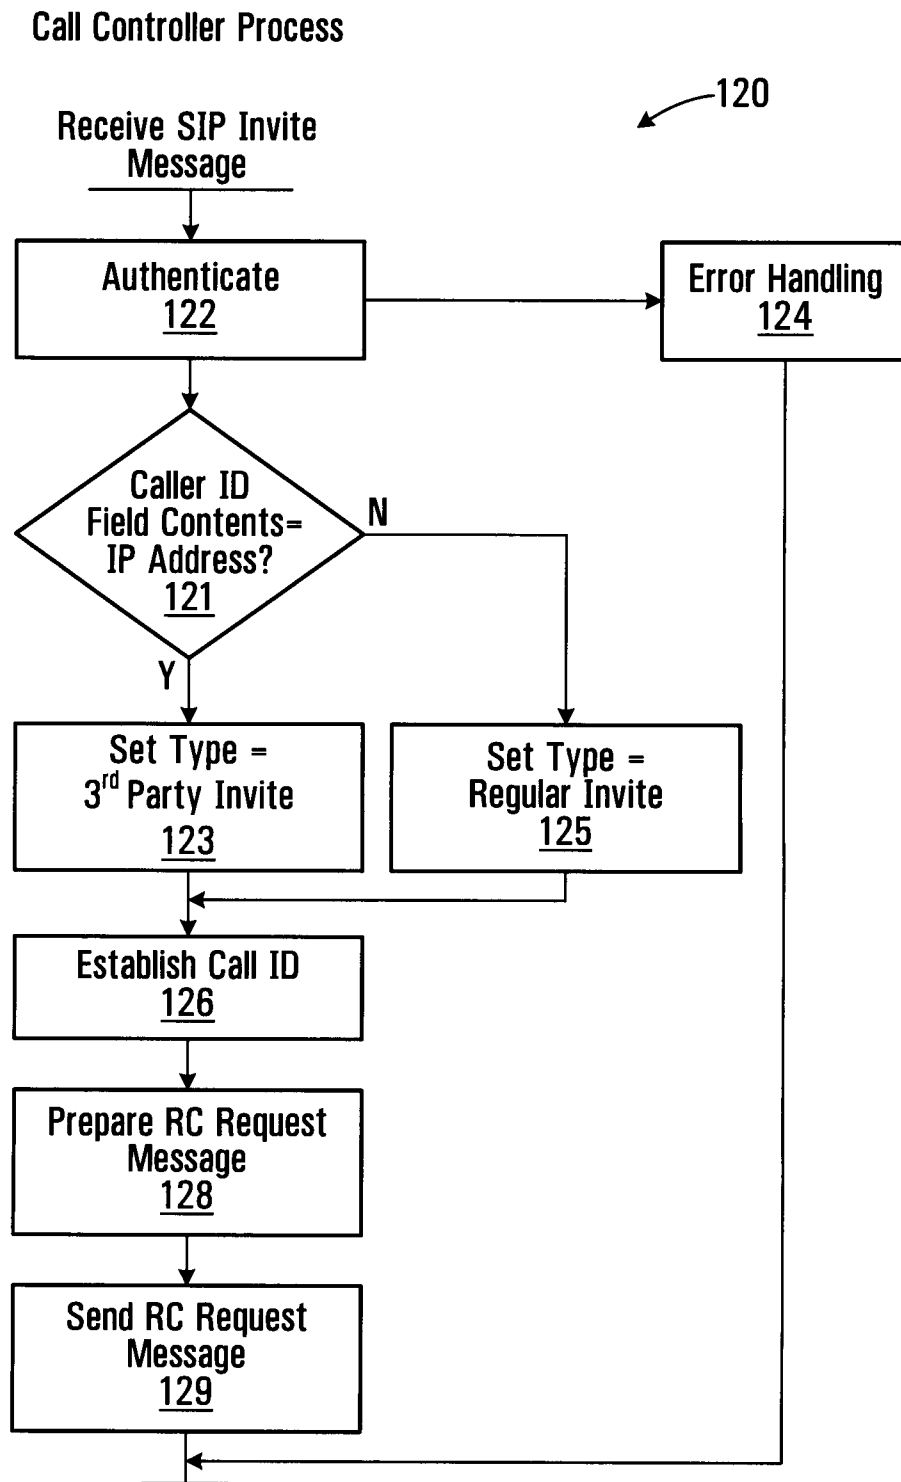 Call Controller Process
120
Receive SIP Invite
Message
Authenticate
122
Error Handling
124
Caller ID
Field Contents=
IP Address?
121
N
Y
Set Type =
3rd Party Invite
123
Set Type =
Regular Invite
125
Establish Call ID
126
Prepare RC Request
Message
128
Send RC Request
Message
129